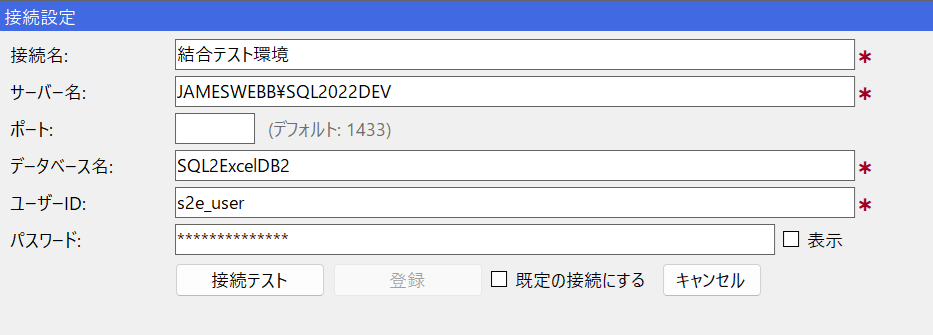 接続設定
接続名: 結合テスト環境 *
サーバー名: JAMESWEBB¥SQL2022DEV *
ポート: (デフォルト: 1433)
データベース名: SQL2ExcelDB2 *
ユーザーID: s2e_user *
パスワード: ************** 表示
接続テスト 登録 既定の接続にする キャンセル